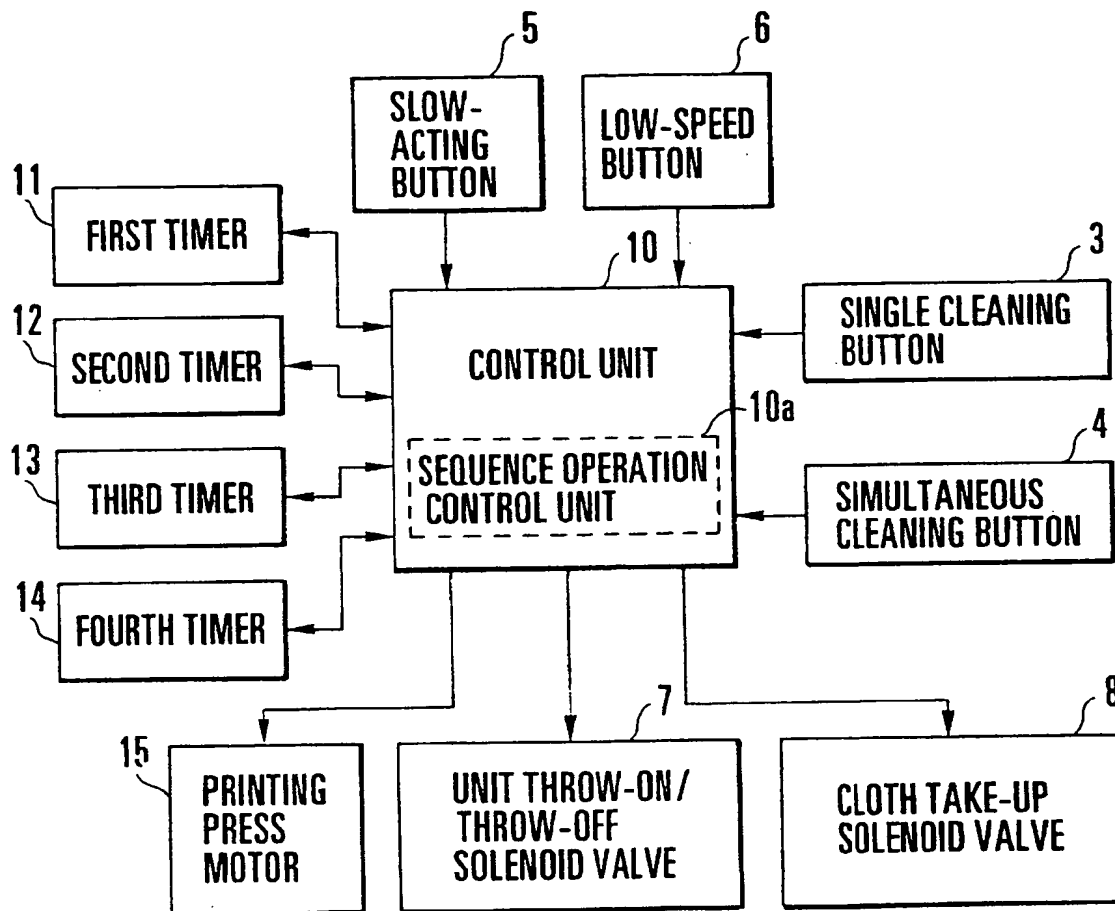 5
6
SLOW-
ACTING
BUTTON
LOW-SPEED
BUTTON
11
FIRST TIMER
10
3
SINGLE CLEANING
BUTTON
12
SECOND TIMER
CONTROL UNIT
10a
SEQUENCE OPERATION
CONTROL UNIT
13
THIRD TIMER
4
SIMULTANEOUS
CLEANING BUTTON
14
FOURTH TIMER
15
PRINTING
PRESS
MOTOR
7
UNIT THROW-ON/
THROW-OFF
SOLENOID VALVE
8
CLOTH TAKE-UP
SOLENOID VALVE